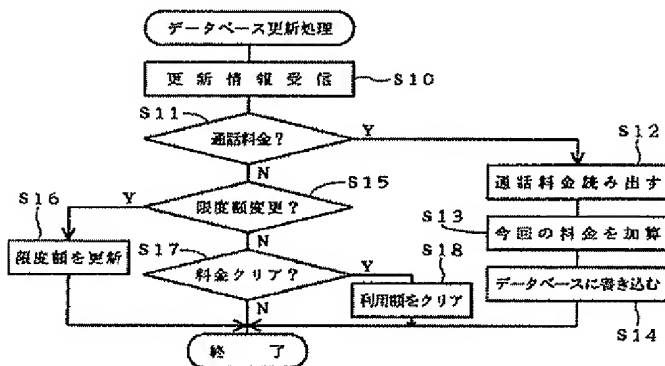 データベース更新処理
更新情報受信
S10
S11
通話料金?
Y
N
S12
通話料金読み出す
S13
今回の料金を加算
データベースに書き込む
S14
S15
限度額変更?
Y
N
S16
限度額を更新
S17
料金クリア?
Y
N
S18
利用額をクリア
終了